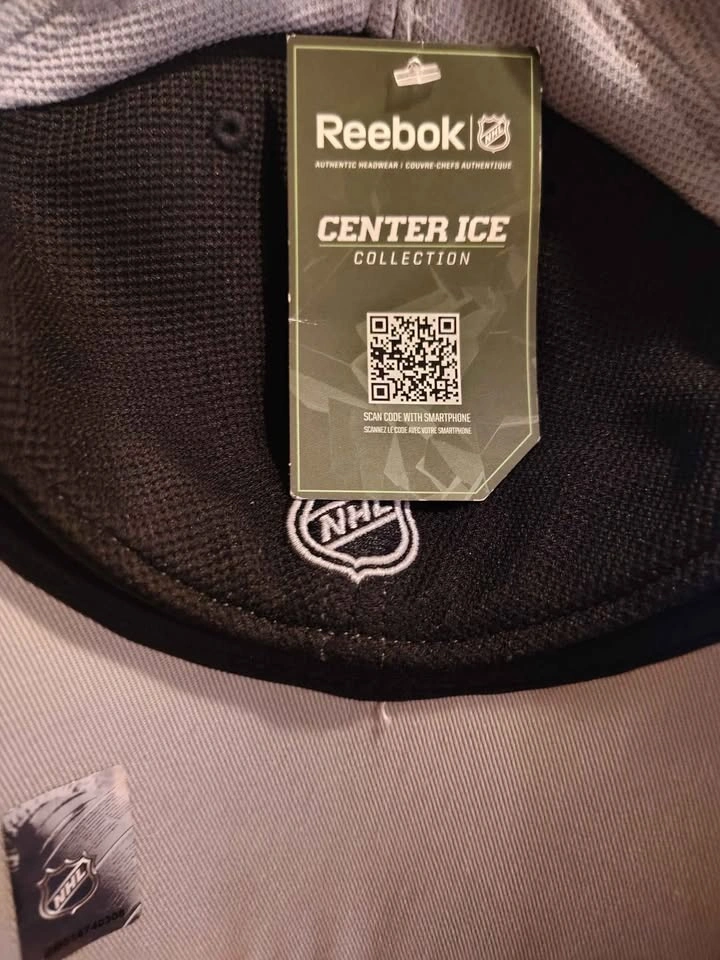 Reebok NHL
AUTHENTIC HEADWEAR | COUVRE-CHEFS AUTHENTIQUE
CENTER ICE
COLLECTION
SCAN CODE WITH SMARTPHONE
SCANNEZ LE CODE AVEC VOTRE SMARTPHONE
NHL
NHL